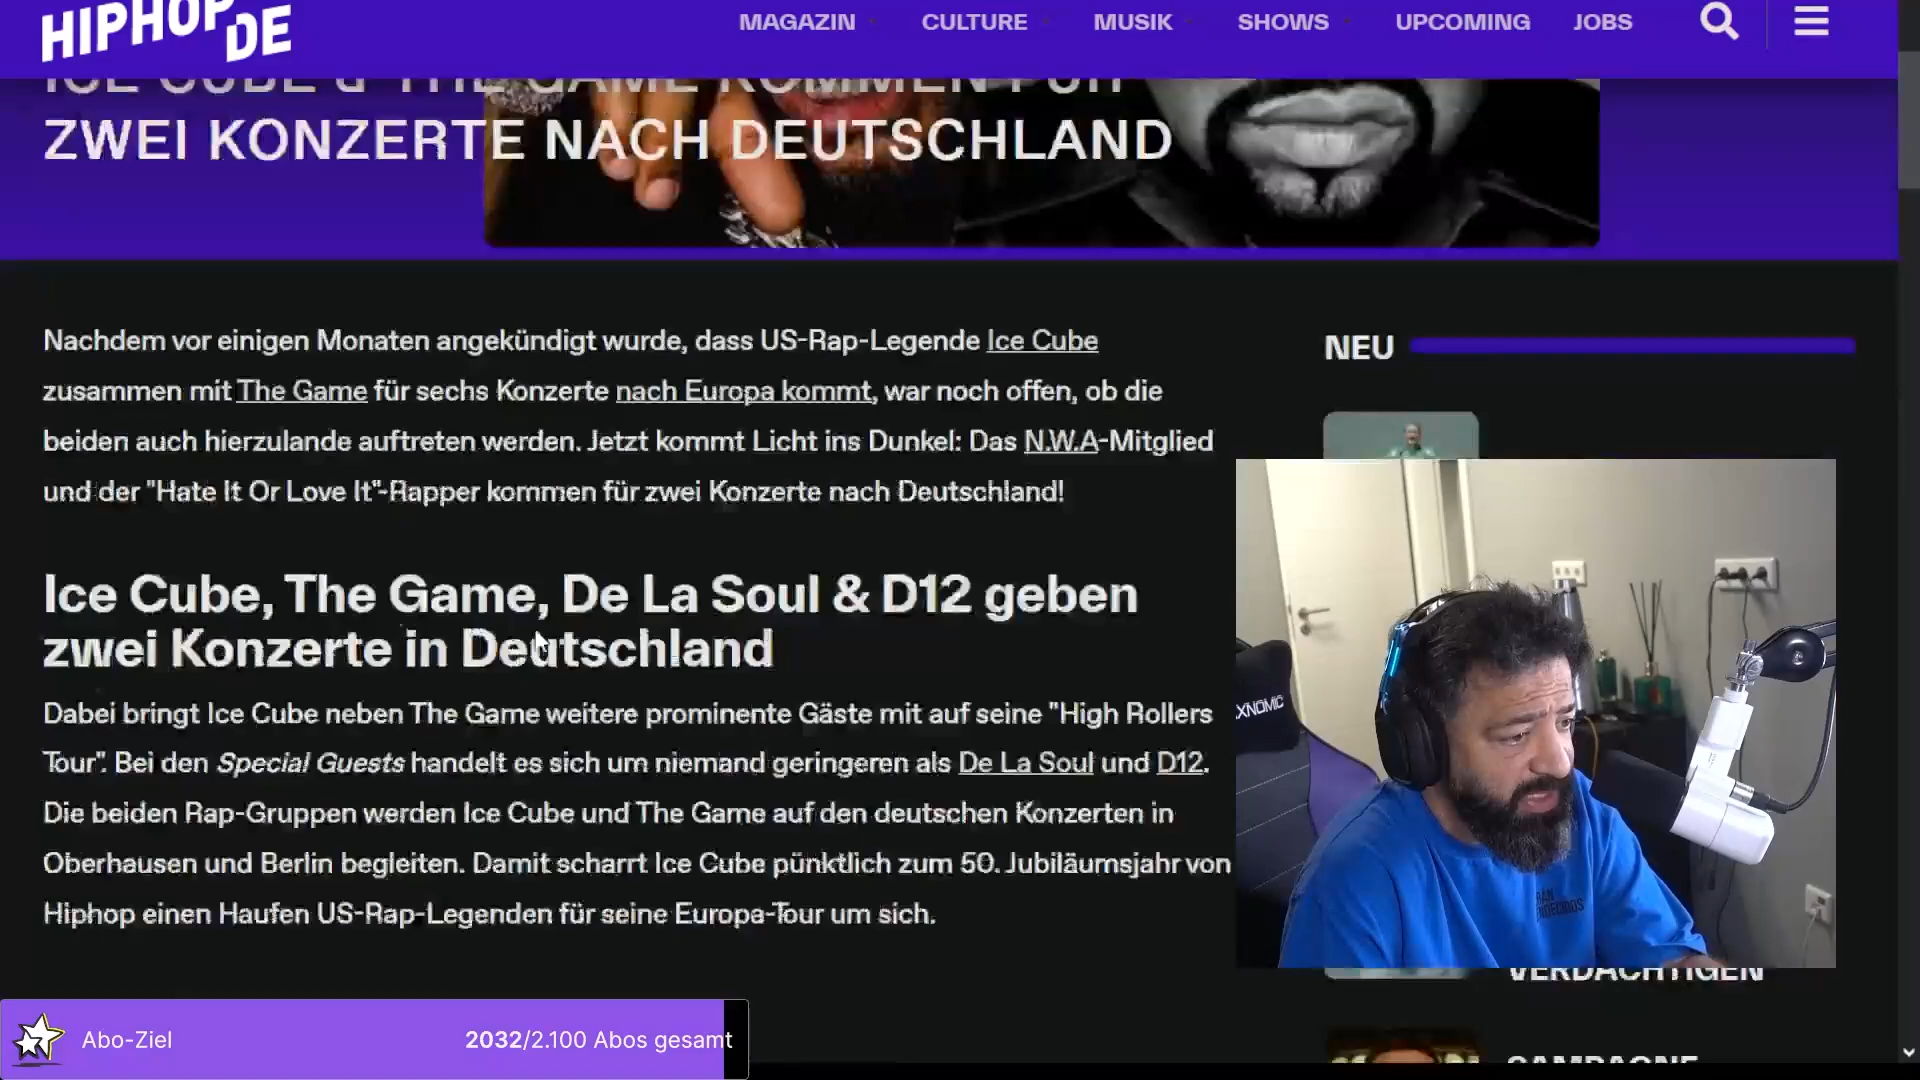 HIPHOP.DE
MAGAZIN
CULTURE
MUSIK
SHOWS
UPCOMING
JOBS
ICE CUBE & THE GAME KOMMEN FÜR
ZWEI KONZERTE NACH DEUTSCHLAND
Nachdem vor einigen Monaten angekündigt wurde, dass US-Rap-Legende Ice Cube
zusammen mit The Game für sechs Konzerte nach Europa kommt, war noch offen, ob die
beiden auch hierzulande auftreten werden. Jetzt kommt Licht ins Dunkel: Das N.W.A-Mitglied
und der "Hate It Or Love It"-Rapper kommen für zwei Konzerte nach Deutschland!
Ice Cube, The Game, De La Soul & D12 geben
zwei Konzerte in Deutschland
Dabei bringt Ice Cube neben The Game weitere prominente Gäste mit auf seine "High Rollers
Tour". Bei den Special Guests handelt es sich um niemand geringeren als De La Soul und D12.
Die beiden Rap-Gruppen werden Ice Cube und The Game auf den deutschen Konzerten in
Oberhausen und Berlin begleiten. Damit scharrt Ice Cube pünktlich zum 50. Jubiläumsjahr von
Hiphop einen Haufen US-Rap-Legenden für seine Europa-Tour um sich.
NEU
XNOMIC
VERDÄCHTIGEN
CAMPAGNE
Abo-Ziel
2032/2.100 Abos gesamt